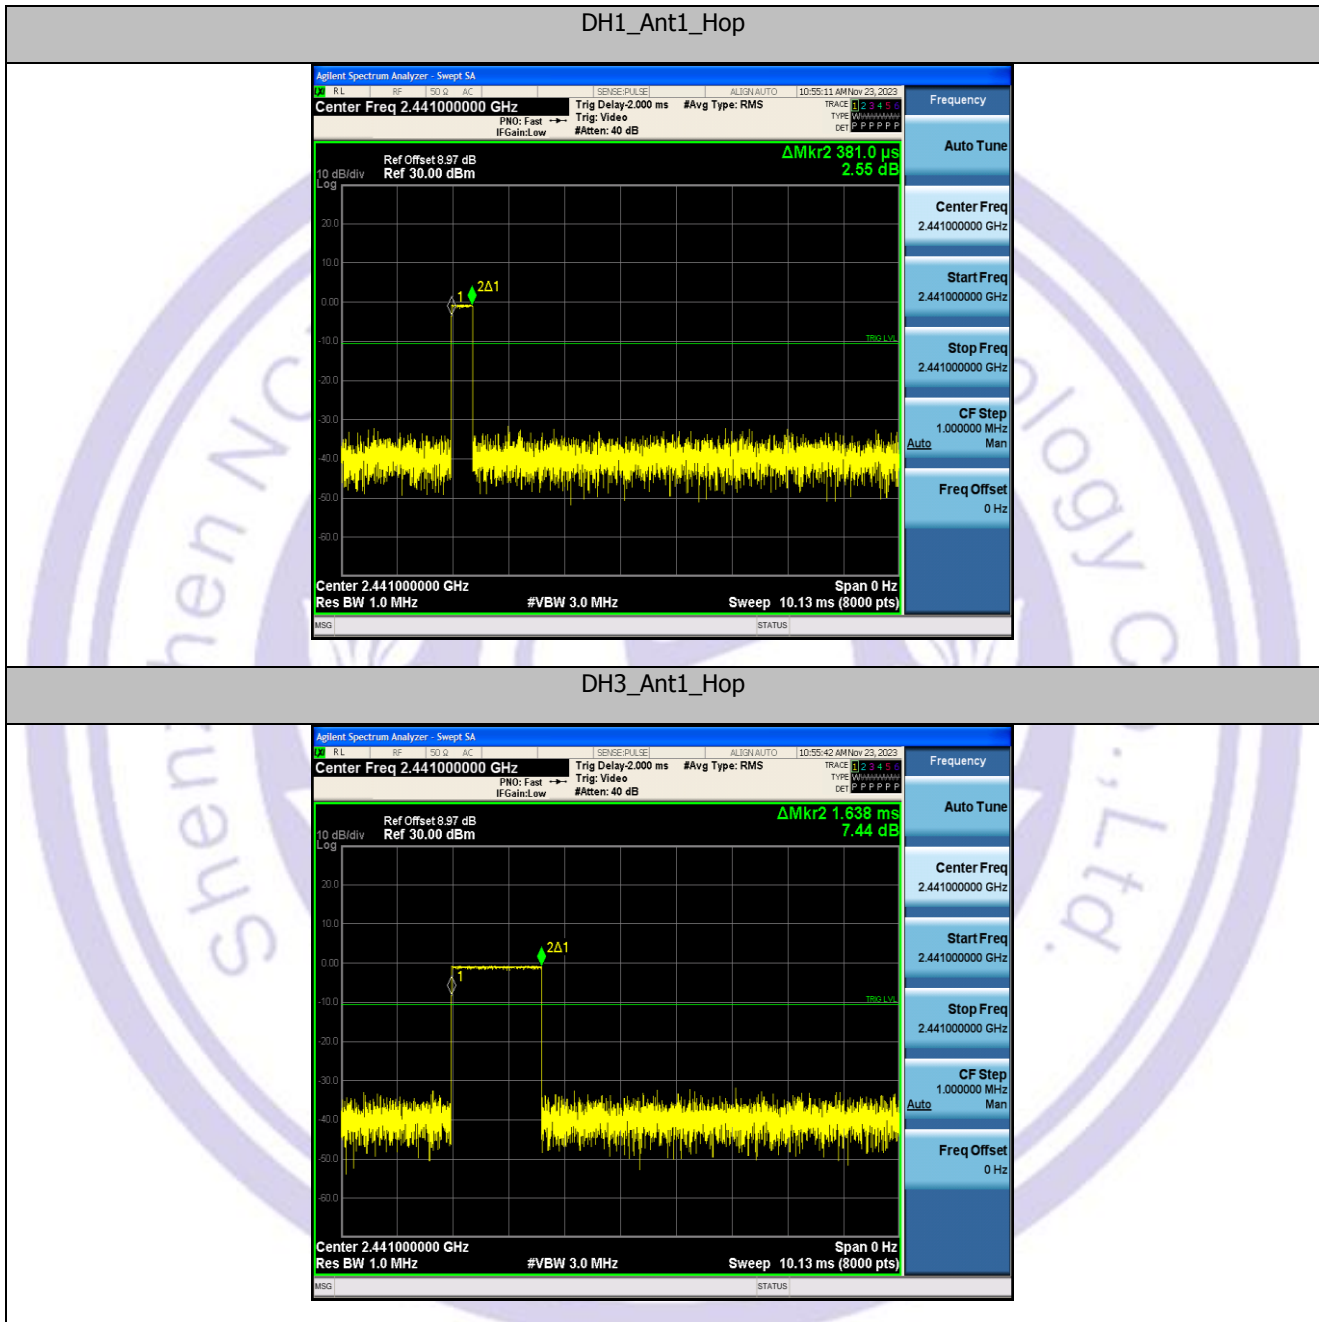 DH1_Ant1_Hop
Agilent Spectrum Analyzer - Swept SA
RL RF 50 Ω AC SENSE:PULSE ALIGN AUTO 10:55:11 AM Nov 23, 2023
Center Freq 2.441000000 GHz
PNO: Fast
IFGain:Low
Trig Delay-2.000 ms #Avg Type: RMS
Trig: Video
#Atten: 40 dB
TRACE 1 2 3 4 5 6
TYPE
DET P P P P P P
Frequency
ΔMkr2 381.0 µs
2.55 dB
Ref Offset 8.97 dB
10 dB/div Ref 30.00 dBm
Log
20.0
10.0
0.00
-10.0
-20.0
-30.0
-40.0
-50.0
-60.0
1
2Δ1
TRIG LVL
Center 2.441000000 GHz Span 0 Hz
Res BW 1.0 MHz #VBW 3.0 MHz Sweep 10.13 ms (8000 pts)
MSG STATUS
Auto Tune
Center Freq
2.441000000 GHz
Start Freq
2.441000000 GHz
Stop Freq
2.441000000 GHz
CF Step
1.000000 MHz
Auto Man
Freq Offset
0 Hz
DH3_Ant1_Hop
Agilent Spectrum Analyzer - Swept SA
RL RF 50 Ω AC SENSE:PULSE ALIGN AUTO 10:55:42 AM Nov 23, 2023
Center Freq 2.441000000 GHz
PNO: Fast
IFGain:Low
Trig Delay-2.000 ms #Avg Type: RMS
Trig: Video
#Atten: 40 dB
TRACE 1 2 3 4 5 6
TYPE
DET P P P P P P
Frequency
ΔMkr2 1.638 ms
7.44 dB
Ref Offset 8.97 dB
10 dB/div Ref 30.00 dBm
Log
20.0
10.0
0.00
-10.0
-20.0
-30.0
-40.0
-50.0
-60.0
1
2Δ1
TRIG LVL
Center 2.441000000 GHz Span 0 Hz
Res BW 1.0 MHz #VBW 3.0 MHz Sweep 10.13 ms (8000 pts)
MSG STATUS
Auto Tune
Center Freq
2.441000000 GHz
Start Freq
2.441000000 GHz
Stop Freq
2.441000000 GHz
CF Step
1.000000 MHz
Auto Man
Freq Offset
0 Hz
Co.,Ltd.